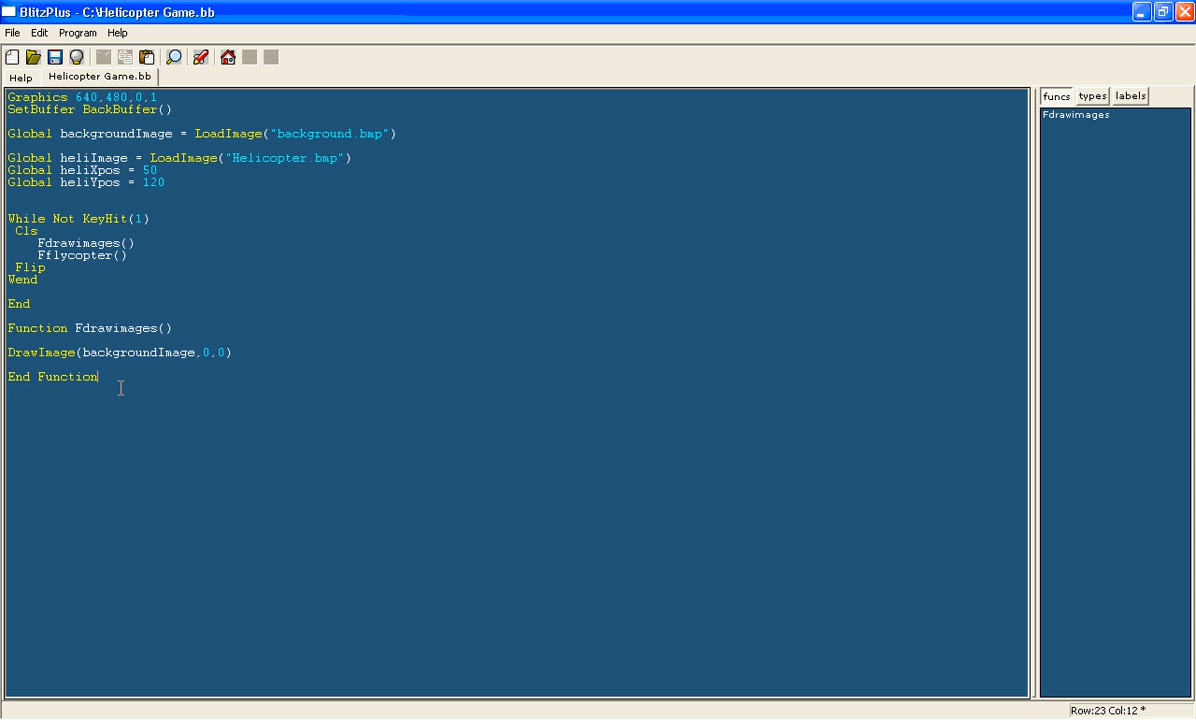 BlitzPlus - C:\Helicopter Game.bb
File Edit Program Help
Help Helicopter Game.bb
Graphics 640,480,0,1
SetBuffer BackBuffer()
Global backgroundImage = LoadImage("background.bmp")
Global heliImage = LoadImage("Helicopter.bmp")
Global heliXpos = 50
Global heliYpos = 120
While Not KeyHit(1)
Cls
Fdrawimages()
Fflycopter()
Flip
Wend
End
Function Fdrawimages()
DrawImage(backgroundImage,0,0)
End Function
funcs types labels
Fdrawimages
Row:23 Col:12 *